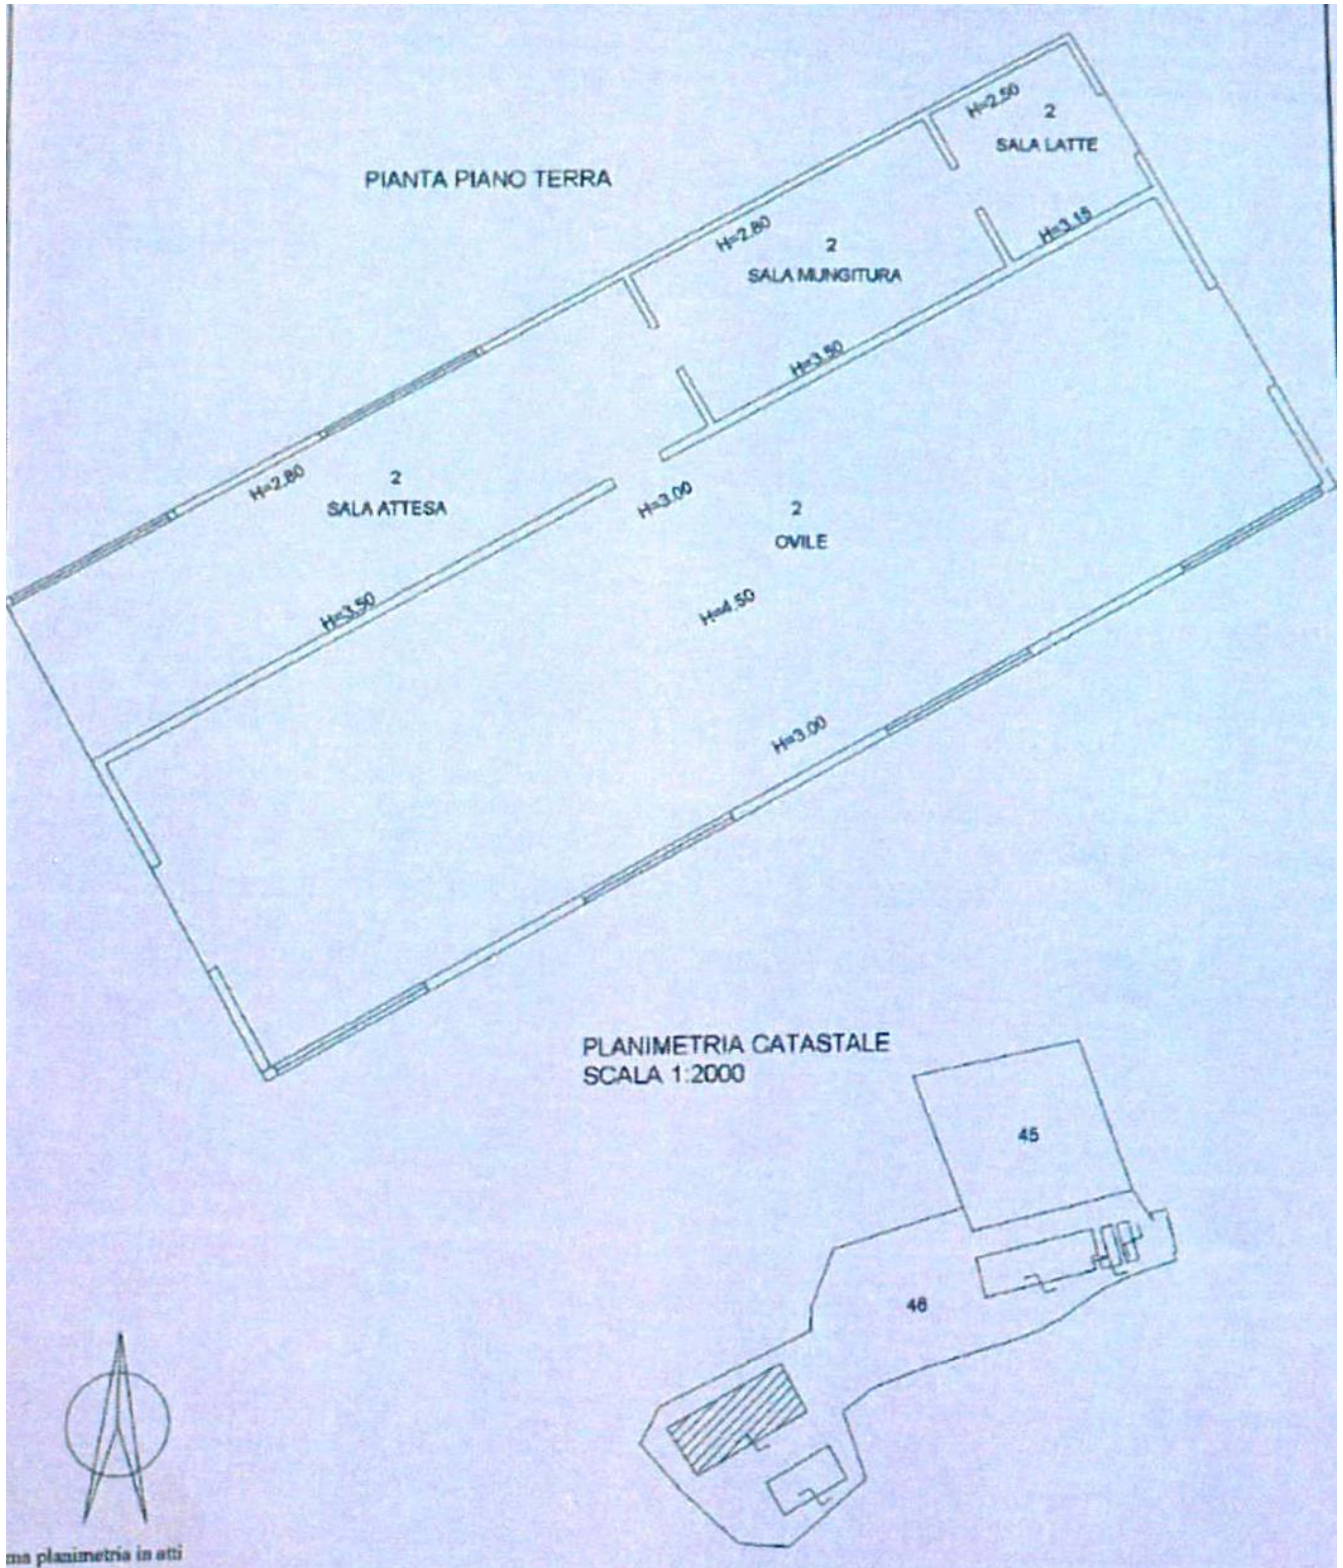 H=2.50
2
SALA LATTE
PIANTA PIANO TERRA
H=2.80
2
SALA MUNGITURA
H=3.15
H=3.50
H=2.80
2
SALA ATTESA
H=3.00
2
OVILE
H=3.50
H=4.50
H=3.00
PLANIMETRIA CATASTALE
SCALA 1:2000
45
46
planimetria in atti